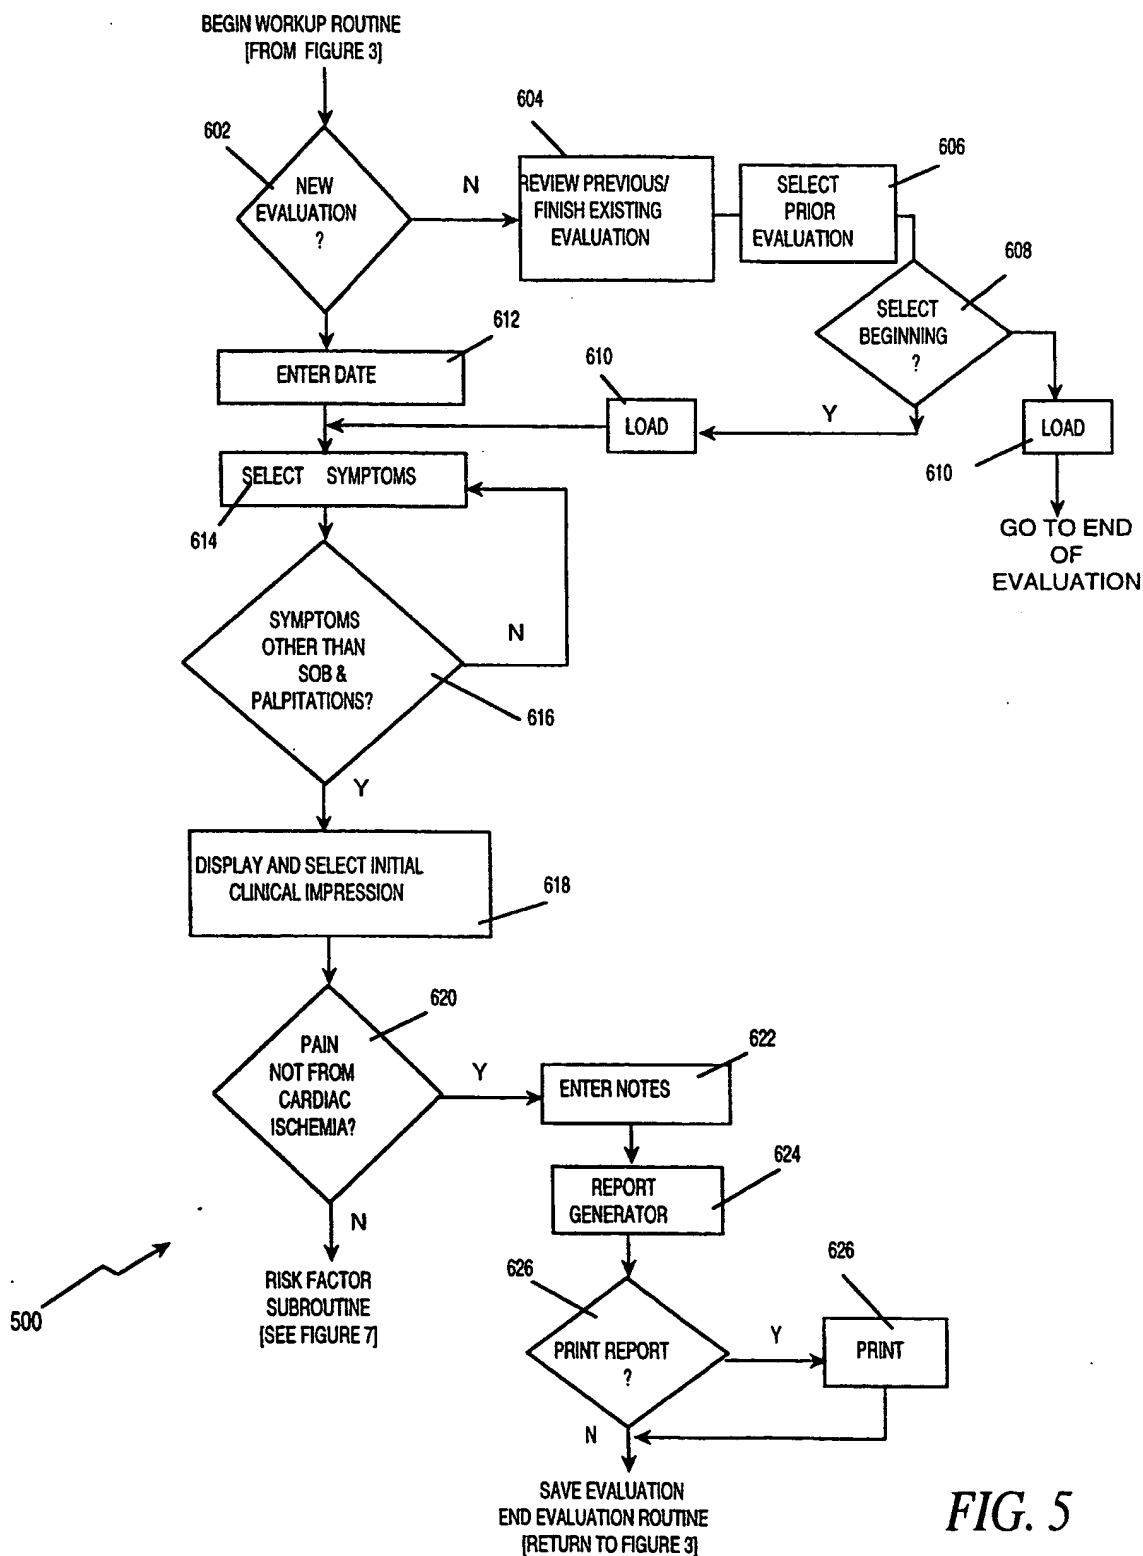 BEGIN WORKUP ROUTINE
[FROM FIGURE 3]
602
NEW
EVALUATION
?
N
604
REVIEW PREVIOUS/
FINISH EXISTING
EVALUATION
606
SELECT
PRIOR
EVALUATION
608
SELECT
BEGINNING
?
612
ENTER DATE
610
LOAD
Y
LOAD
610
SELECT SYMPTOMS
614
GO TO END
OF
EVALUATION
SYMPTOMS
OTHER THAN
SOB &
PALPITATIONS?
N
616
Y
DISPLAY AND SELECT INITIAL
CLINICAL IMPRESSION
618
620
PAIN
NOT FROM
CARDIAC
ISCHEMIA?
Y
622
ENTER NOTES
624
REPORT
GENERATOR
N
RISK FACTOR
SUBROUTINE
[SEE FIGURE 7]
500
626
PRINT REPORT
?
Y
626
PRINT
N
SAVE EVALUATION
END EVALUATION ROUTINE
[RETURN TO FIGURE 3]
FIG. 5